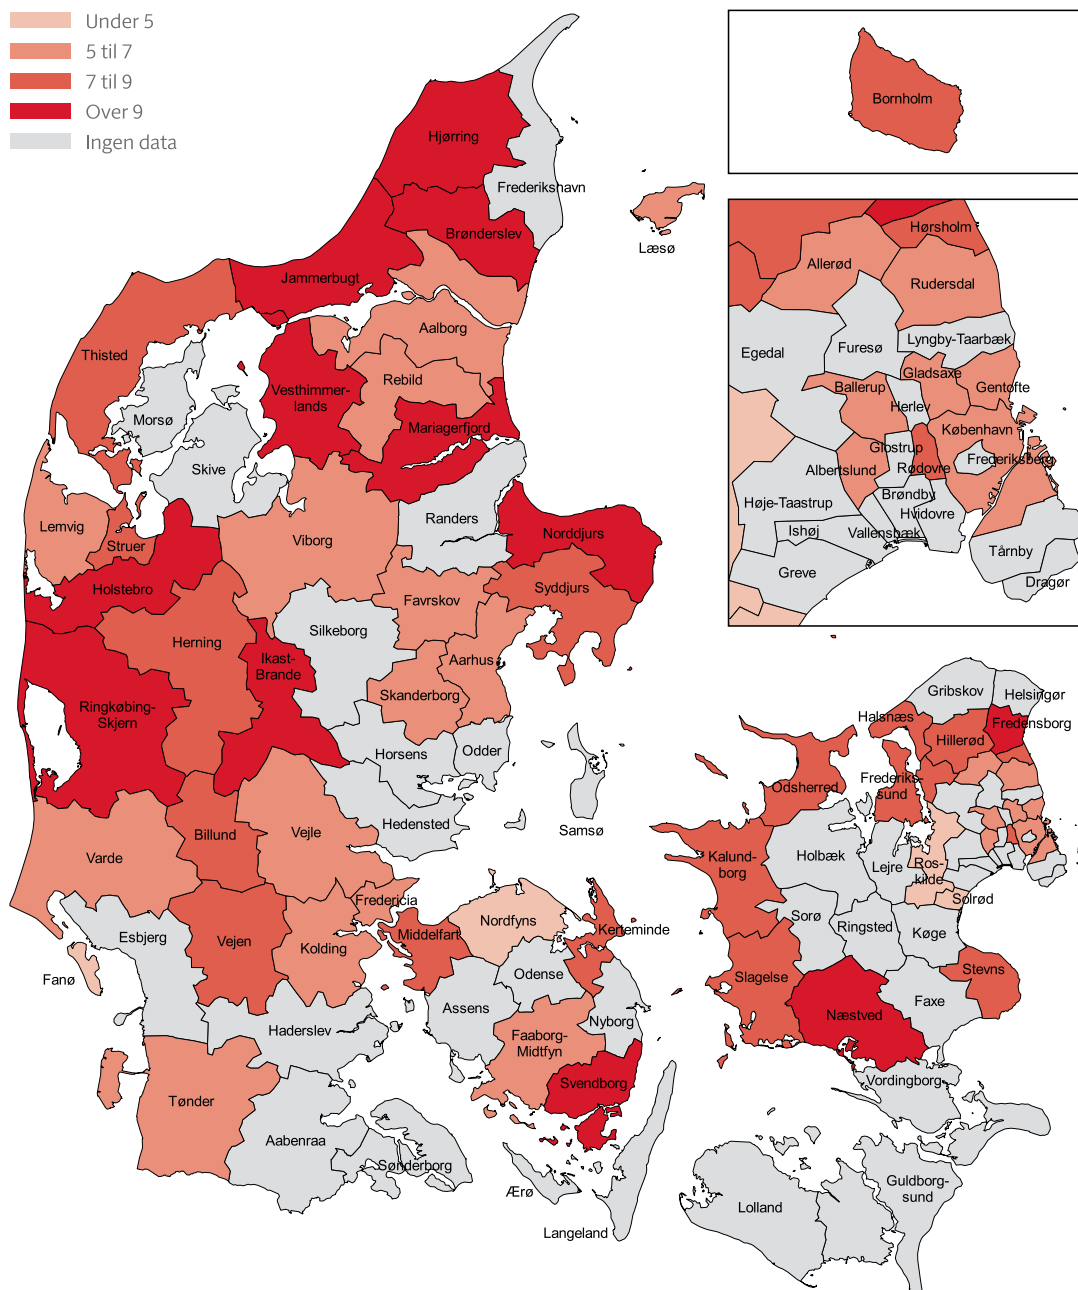 Under 5
5 til 7
7 til 9
Over 9
Ingen data
Bornholm
Hjørring
Frederikshavn
Brønderslev
Læsø
Jammerbugt
Aalborg
Thisted
Rebild
Vesthimmer-
lands
Morsø
Mariagerfjord
Skive
Randers
Lemvig
Struer
Viborg
Norddjurs
Holstebro
Favrskov
Syddjurs
Silkeborg
Herning
Ikast-
Brande
Aarhus
Skanderborg
Ringkøbing-
Skjern
Horsens
Odder
Hedensted
Samsø
Billund
Vejle
Varde
Fredericia
Esbjerg
Vejen
Kolding
Fanø
Haderslev
Tønder
Aabenraa
Sønderborg
Nordfyns
Middelfart
Kerteminde
Odense
Assens
Nyborg
Faaborg-
Midtfyn
Svendborg
Ærø
Langeland
Hørsholm
Allerød
Rudersdal
Egedal
Furesø
Lyngby-Taarbæk
Gladsaxe
Ballerup
Gentofte
Herlev
København
Glostrup
Frederiksberg
Albertslund
Rødovre
Brøndby
Høje-Taastrup
Hvidovre
Ishøj
Vallensbæk
Tårnby
Greve
Dragør
Gribskov
Helsingør
Halsnæs
Fredensborg
Hillerød
Odsherred
Frederiks-
sund
Kalund-
borg
Holbæk
Lejre
Ros-
kilde
Solrød
Sorø
Ringsted
Køge
Slagelse
Stevns
Næstved
Faxe
Vordingborg
Guldborg-
sund
Lolland